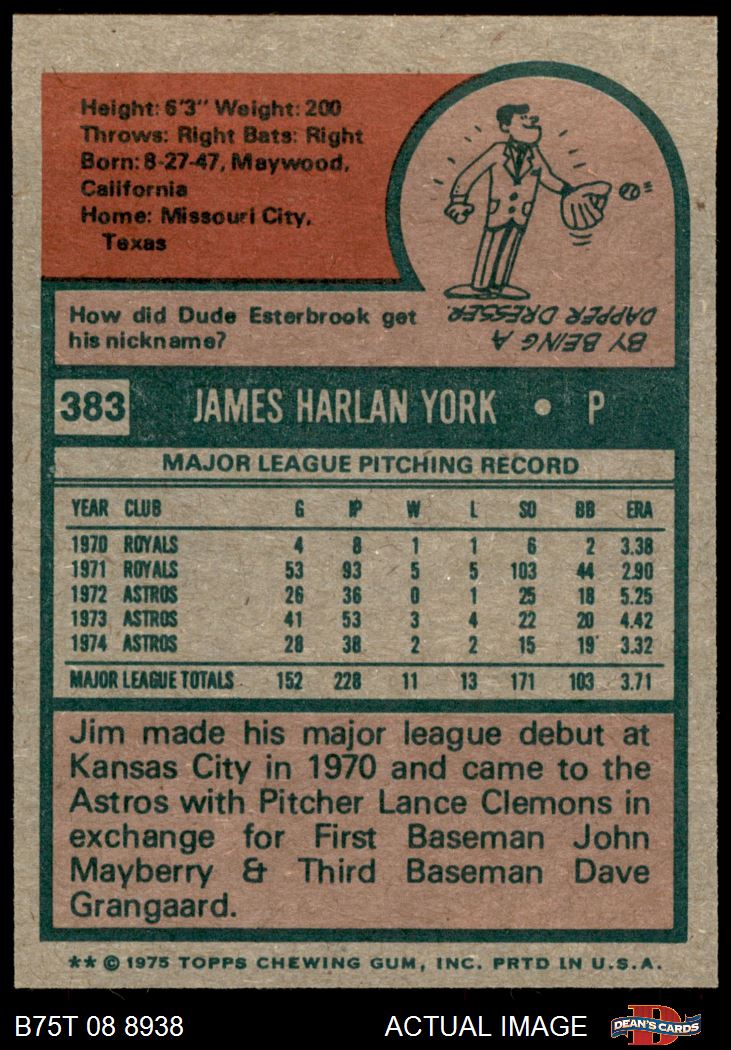 Height: 6'3" Weight: 200
Throws: Right Bats: Right
Born: 8-27-47, Maywood,
California
Home: Missouri City,
Texas
How did Dude Esterbrook get
his nickname?
BY BEING A
DAPPER DRESSER
383 JAMES HARLAN YORK • P
MAJOR LEAGUE PITCHING RECORD
YEAR CLUB G IP W L SO BB ERA
1970 ROYALS 4 8 1 1 6 2 3.38
1971 ROYALS 53 93 5 5 103 44 2.90
1972 ASTROS 26 36 0 1 25 18 5.25
1973 ASTROS 41 53 3 4 22 20 4.42
1974 ASTROS 28 38 2 2 15 19 3.32
MAJOR LEAGUE TOTALS 152 228 11 13 171 103 3.71
Jim made his major league debut at
Kansas City in 1970 and came to the
Astros with Pitcher Lance Clemons in
exchange for First Baseman John
Mayberry & Third Baseman Dave
Grangaard.
** © 1975 TOPPS CHEWING GUM, INC. PRTD IN U.S.A.
B75T 08 8938 ACTUAL IMAGE D DEAN'S CARDS